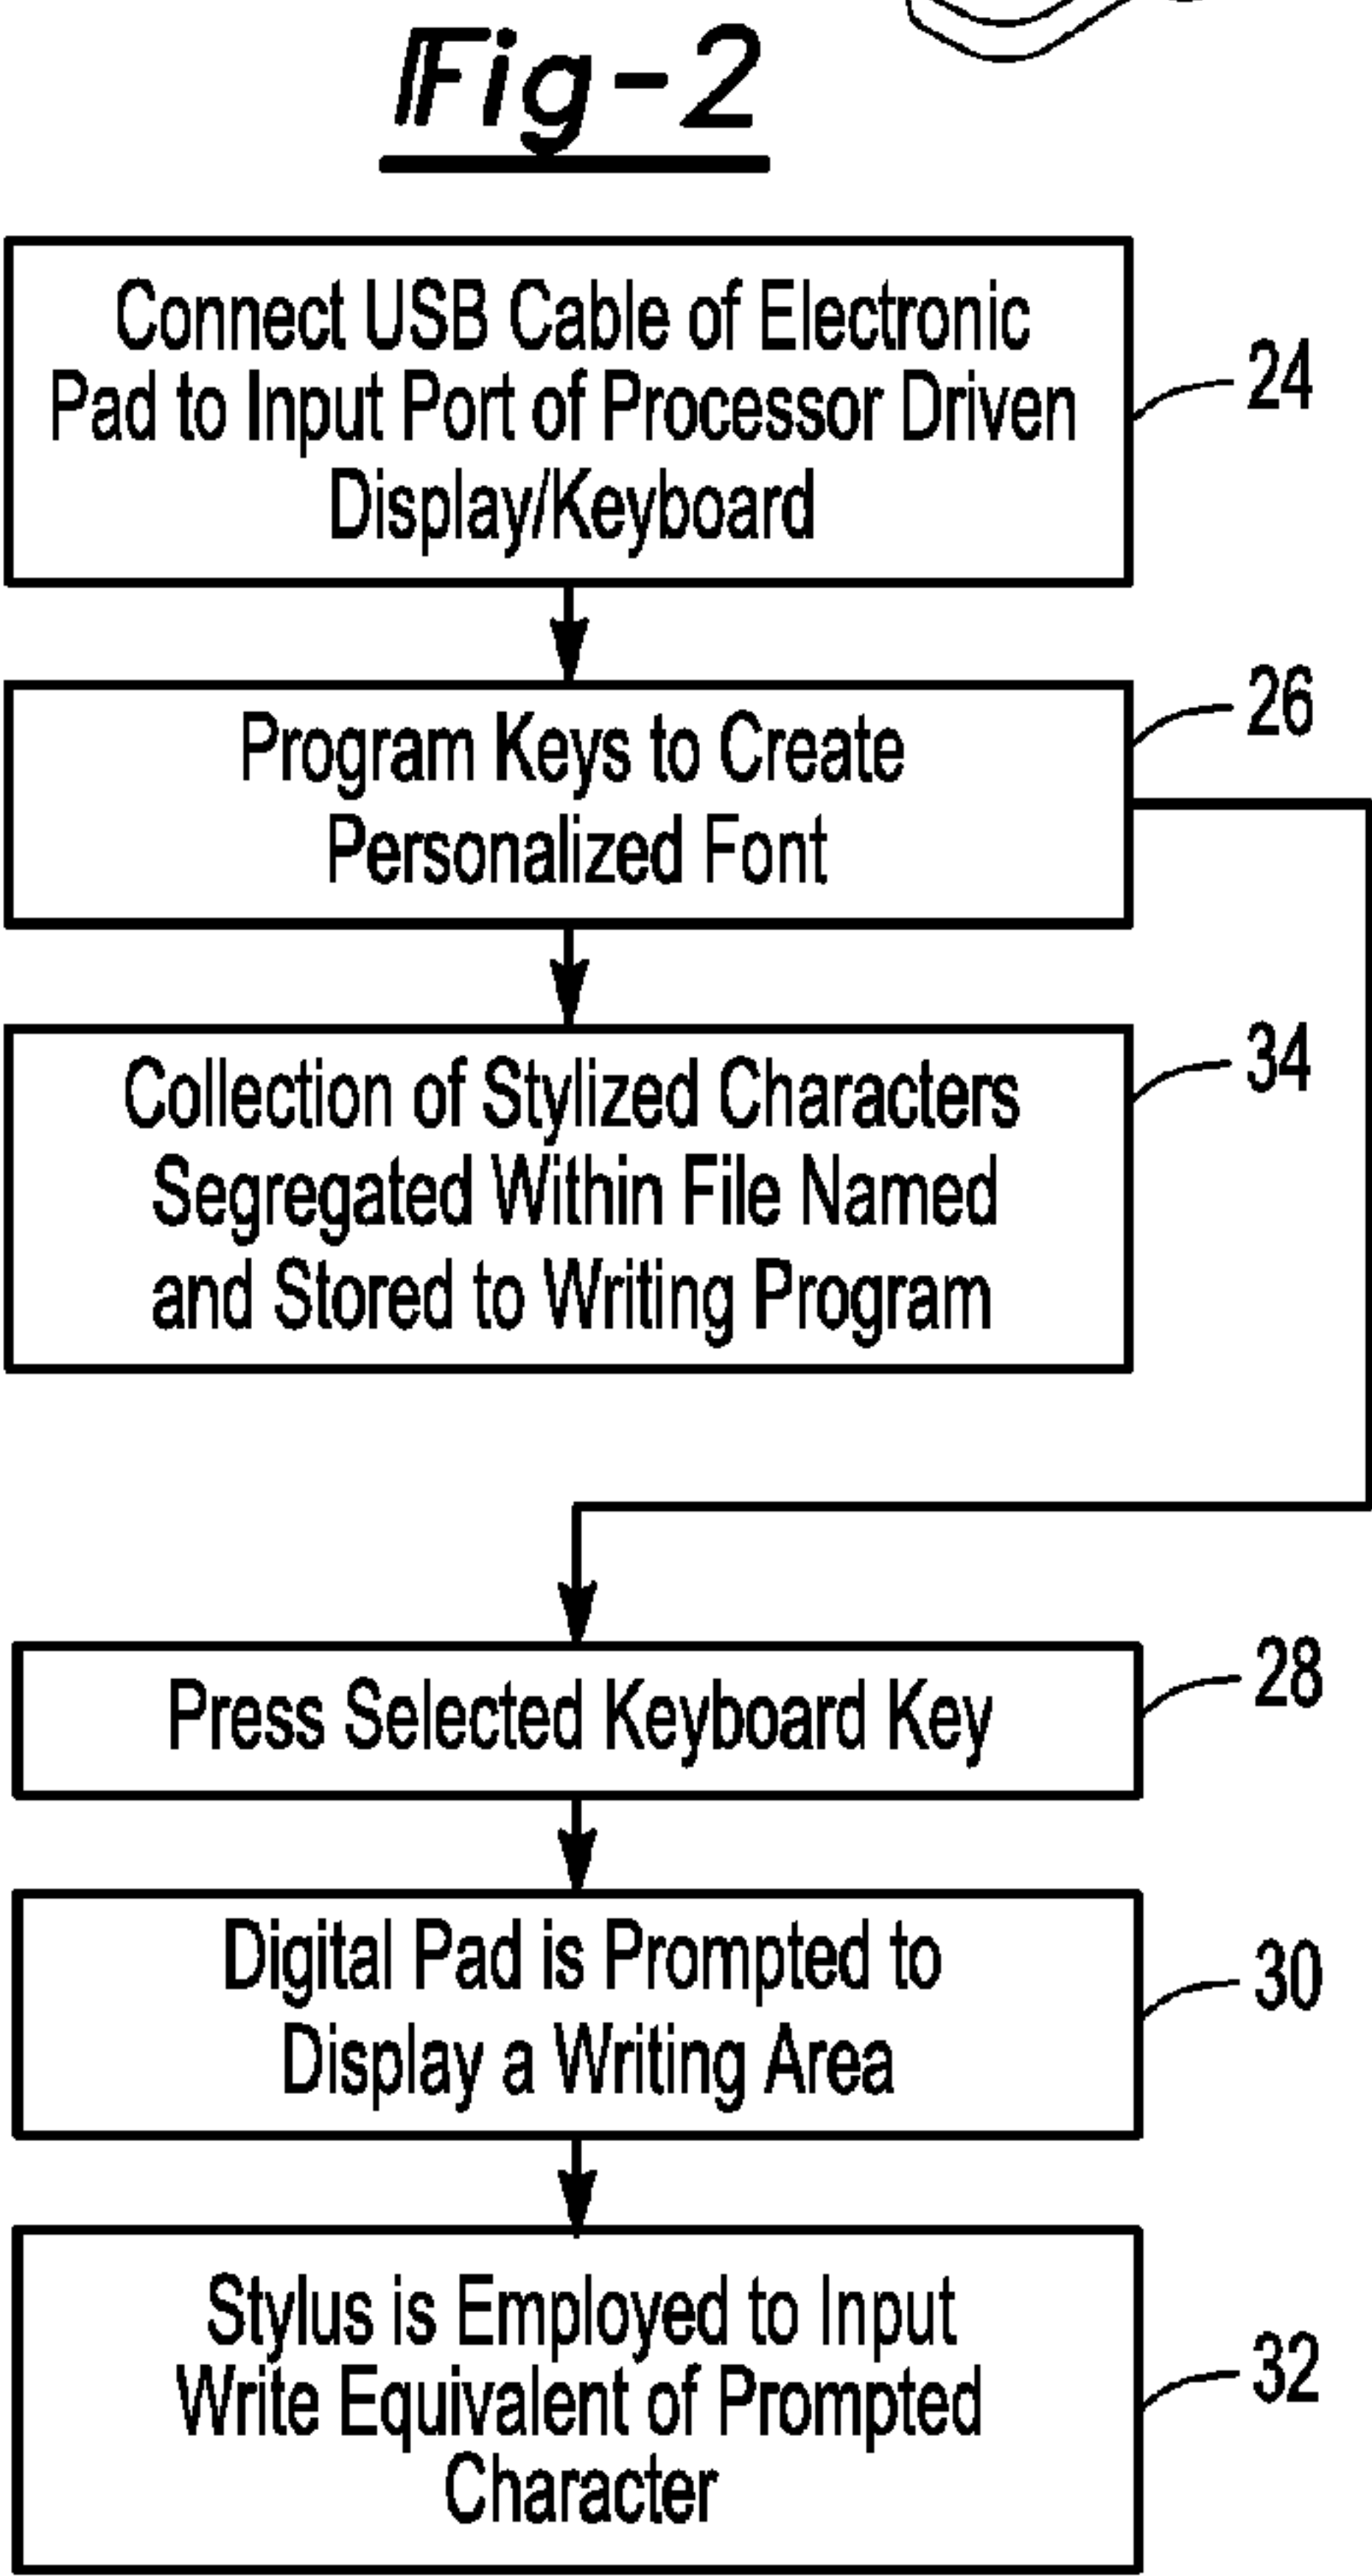 Fig-2
Connect USB Cable of Electronic
Pad to Input Port of Processor Driven
Display/Keyboard
24
Program Keys to Create
Personalized Font
26
Collection of Stylized Characters
Segregated Within File Named
and Stored to Writing Program
34
Press Selected Keyboard Key
28
Digital Pad is Prompted to
Display a Writing Area
30
Stylus is Employed to Input
Write Equivalent of Prompted
Character
32